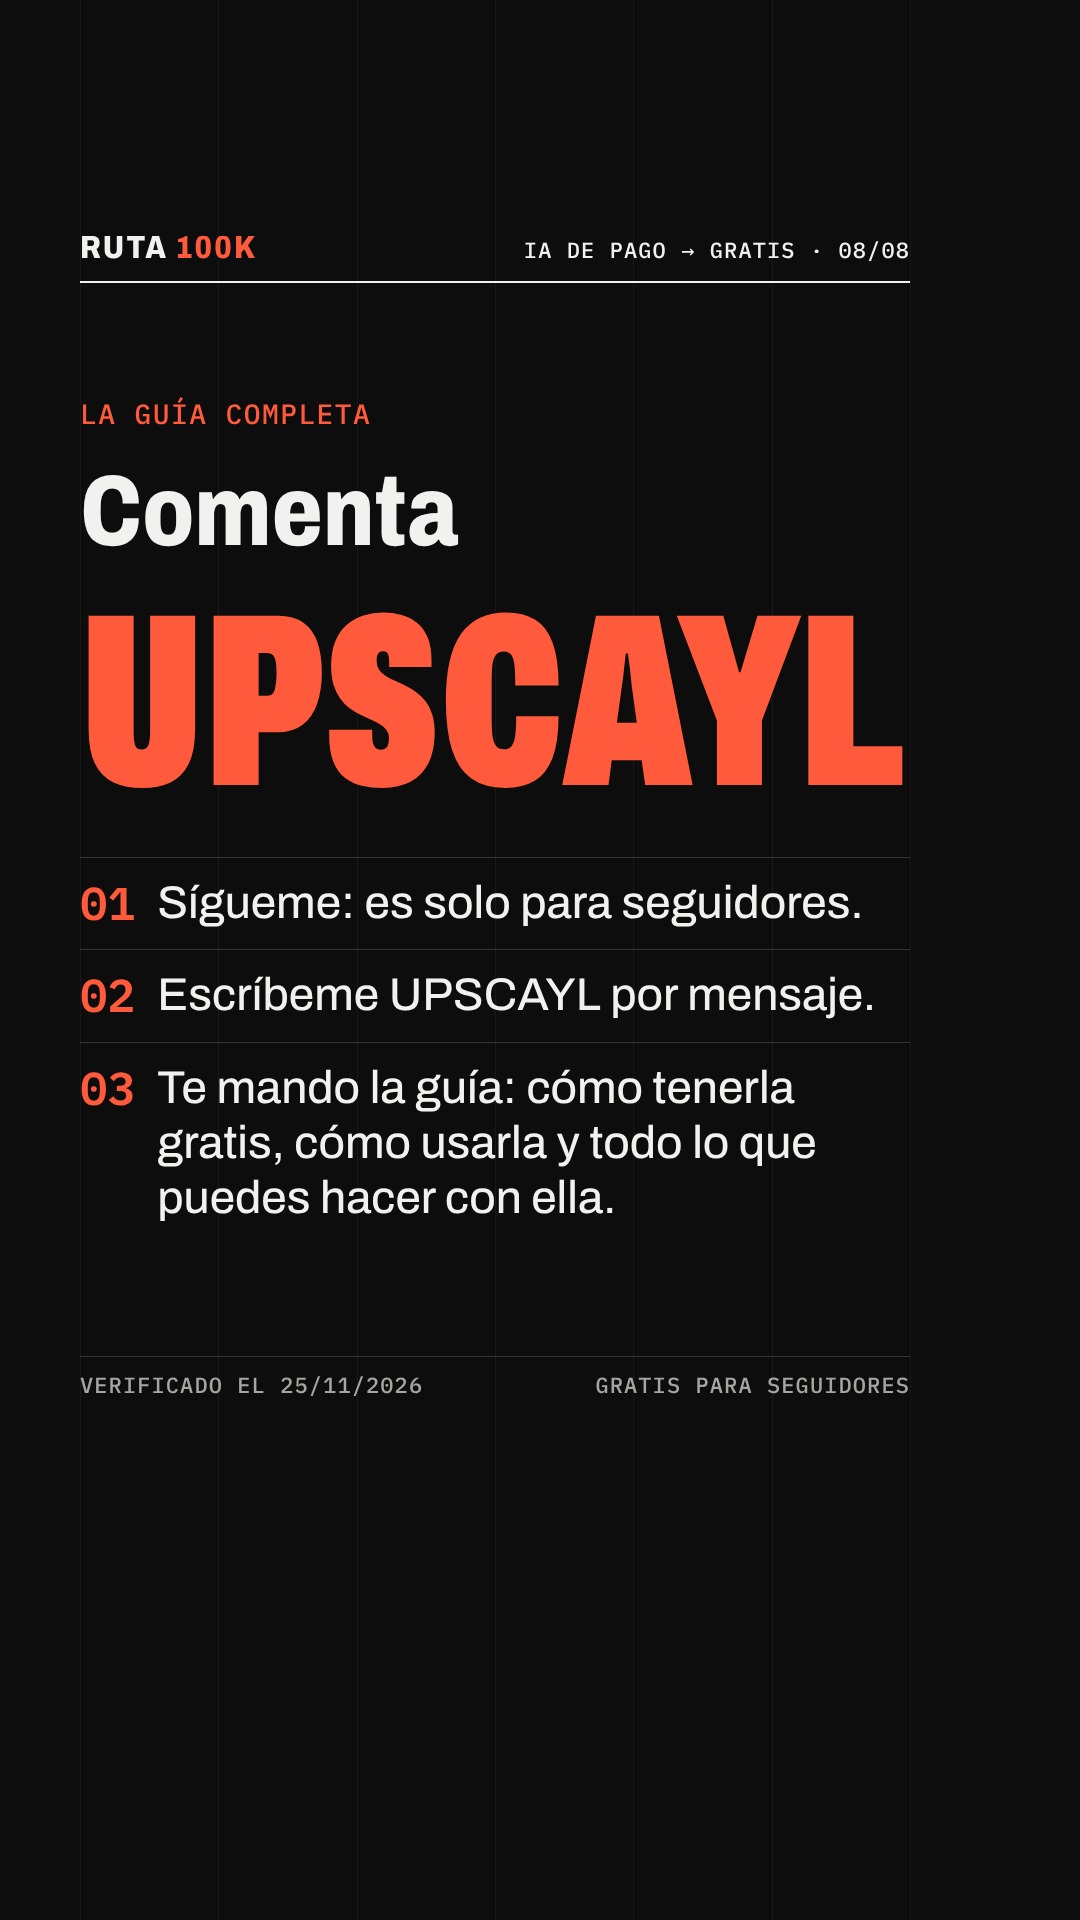 RUTA 100K
IA DE PAGO → GRATIS · 08/08
LA GUÍA COMPLETA
Comenta
UPSCAYL
01 Sígueme: es solo para seguidores.
02 Escríbeme UPSCAYL por mensaje.
03 Te mando la guía: cómo tenerla
gratis, cómo usarla y todo lo que
puedes hacer con ella.
VERIFICADO EL 25/11/2026
GRATIS PARA SEGUIDORES